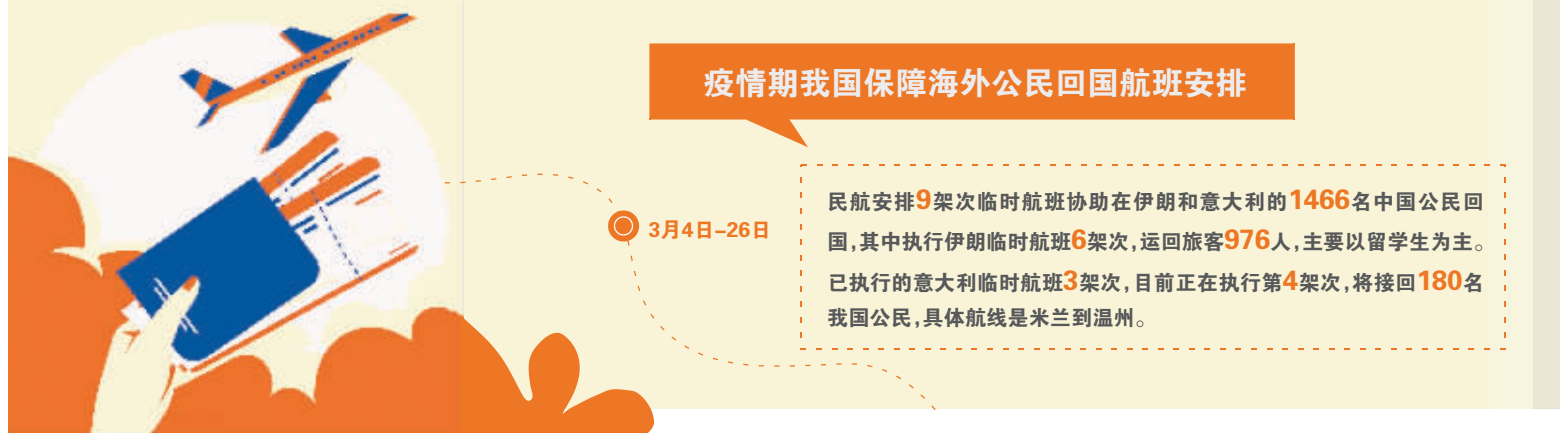 疫情期我国保障海外公民回国航班安排
3月4日-26日
民航安排9架次临时航班协助在伊朗和意大利的1466名中国公民回
国,其中执行伊朗临时航班6架次,运回旅客976人,主要以留学生为主。
已执行的意大利临时航班3架次,目前正在执行第4架次,将接回180名
我国公民,具体航线是米兰到温州。